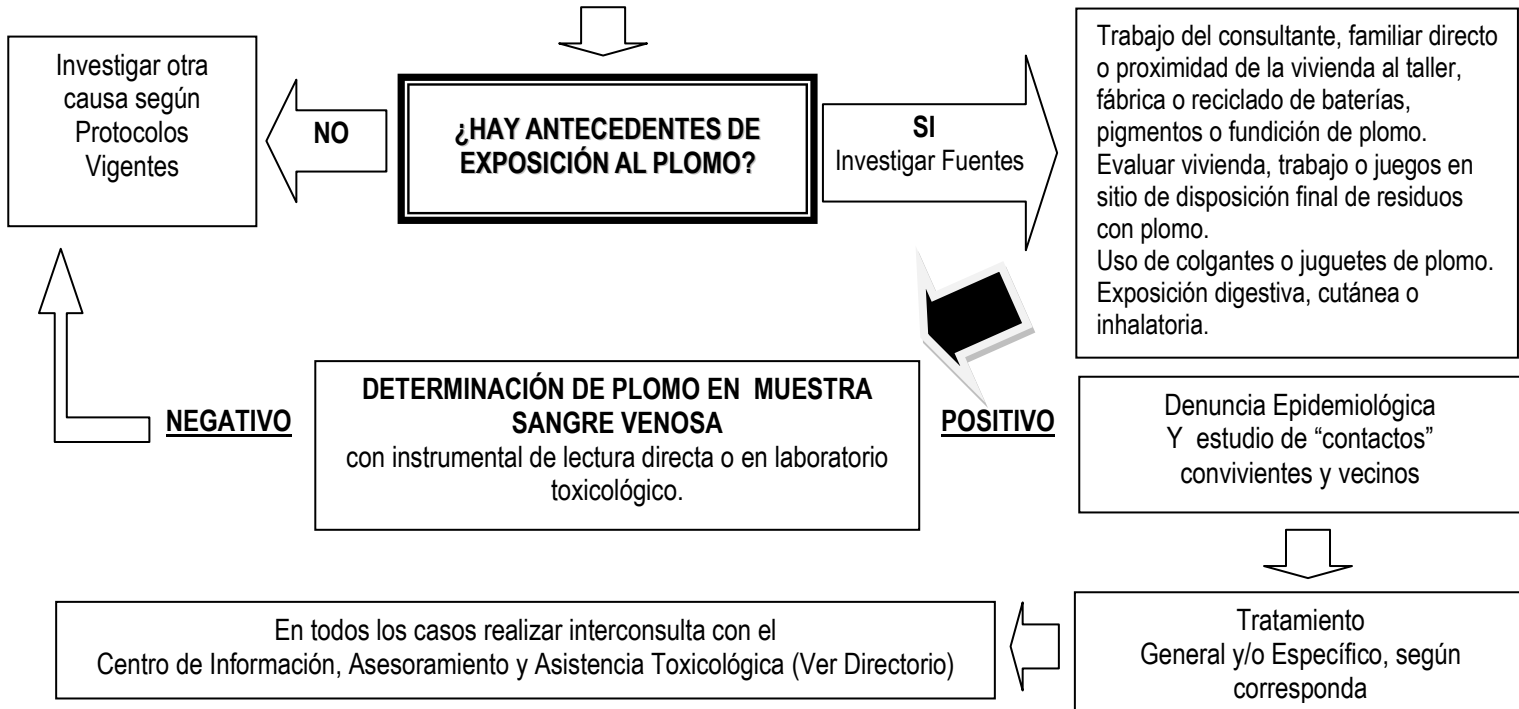 Investigar otra
causa según
Protocolos
Vigentes
NO
¿HAY ANTECEDENTES DE
EXPOSICIÓN AL PLOMO?
SI
Investigar Fuentes
Trabajo del consultante, familiar directo
o proximidad de la vivienda al taller,
fábrica o reciclado de baterías,
pigmentos o fundición de plomo.
Evaluar vivienda, trabajo o juegos en
sitio de disposición final de residuos
con plomo.
Uso de colgantes o juguetes de plomo.
Exposición digestiva, cutánea o
inhalatoria.
NEGATIVO
DETERMINACIÓN DE PLOMO EN MUESTRA
SANGRE VENOSA
con instrumental de lectura directa o en laboratorio
toxicológico.
POSITIVO
Denuncia Epidemiológica
Y estudio de “contactos”
convivientes y vecinos
En todos los casos realizar interconsulta con el
Centro de Información, Asesoramiento y Asistencia Toxicológica (Ver Directorio)
Tratamiento
General y/o Específico, según
corresponda